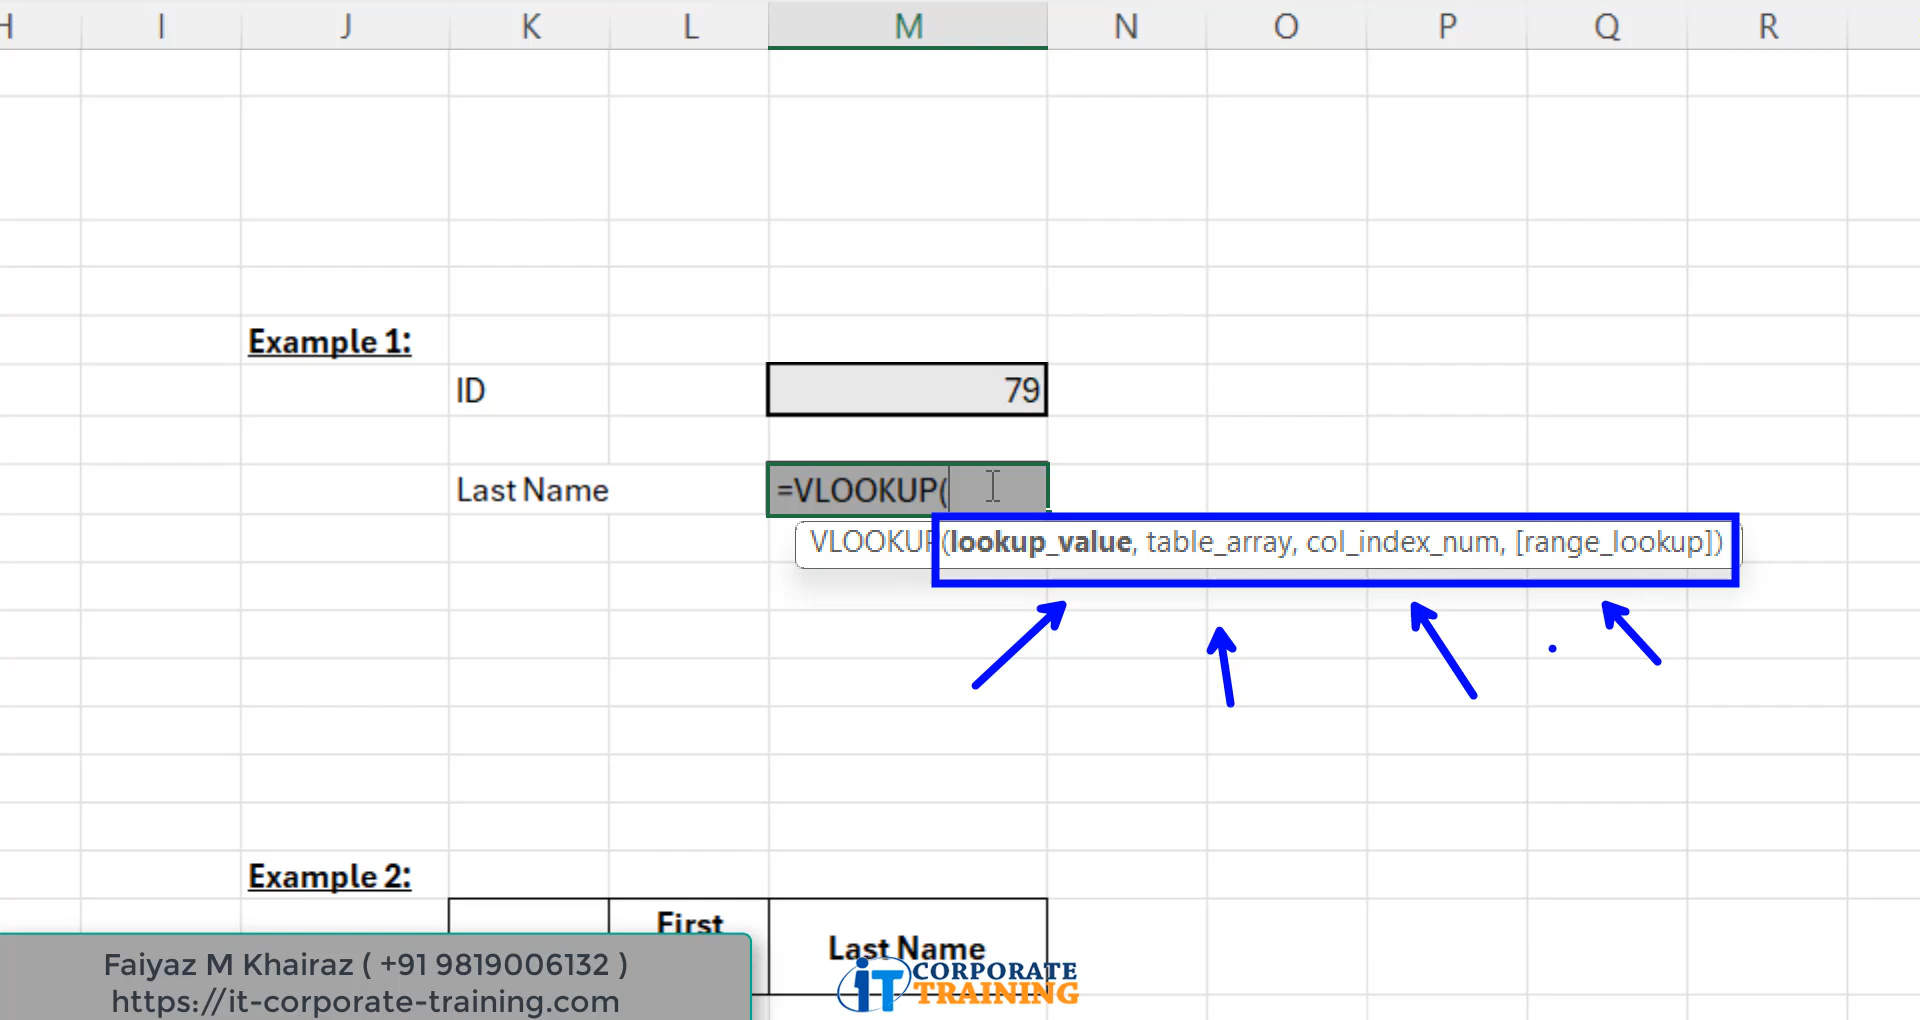 H I J K L M N O P Q R
Example 1:
ID 79
Last Name =VLOOKUP(
VLOOKUP(lookup_value, table_array, col_index_num, [range_lookup])
Example 2:
First
Last Name
Faiyaz M Khairaz ( +91 9819006132 )
https://it-corporate-training.com
iT CORPORATE
TRAINING